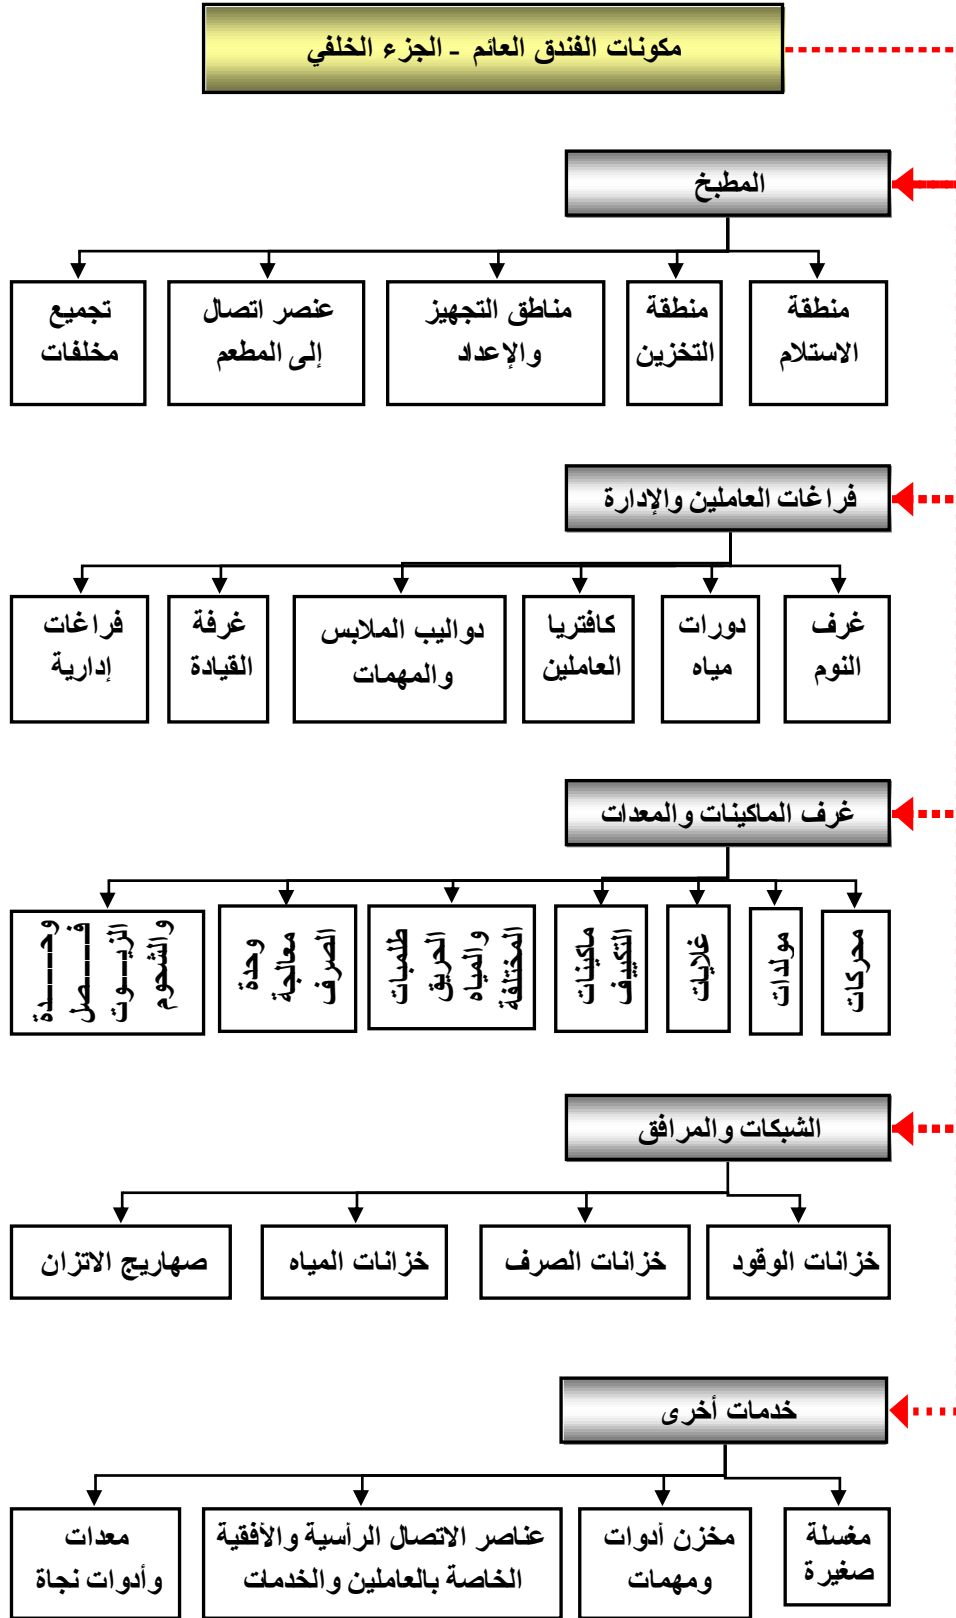 مكونات الفندق العائم - الجزء الخلفي
المطبخ
منطقة
الاستلام
منطقة
التخزين
مناطق التجهيز
والإعداد
عنصر اتصال
إلى المطعم
تجميع
مخلفات
فراغات العاملين والإدارة
غرف
النوم
دورات
مياه
كافتريا
العاملين
دواليب الملابس
والمهمات
غرفة
القيادة
فراغات
إدارية
غرف الماكينات والمعدات
محركات
مولدات
غلايات
ماكينات
التكييف
طلمبات
الحريق
والمياه
المختلفة
وحدة
معالجة
الصرف
وحـــــدة
فـــــصل
الزيـــوت
والشحوم
الشبكات والمرافق
خزانات الوقود
خزانات الصرف
خزانات المياه
صهاريج الاتزان
خدمات أخرى
مغسلة
صغيرة
مخزن أدوات
ومهمات
عناصر الاتصال الرأسية والأفقية
الخاصة بالعاملين والخدمات
معدات
وأدوات نجاة